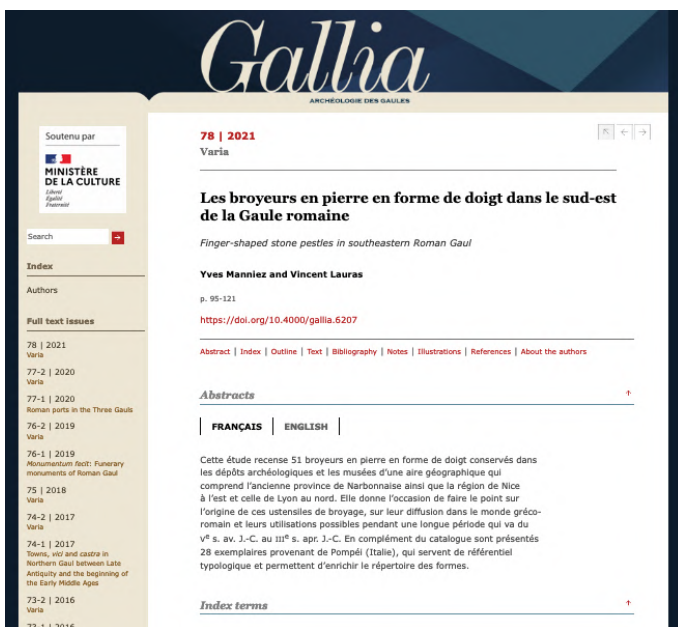 Gallia
ARCHÉOLOGIE DES GAULES
Soutenu par
MINISTÈRE
DE LA CULTURE
Liberté
Égalité
Fraternité
Search
Index
Authors
Full text issues
78 | 2021
Varia
77-2 | 2020
Varia
77-1 | 2020
Roman ports in the Three Gauls
76-2 | 2019
Varia
76-1 | 2019
Monumentum fecit: Funerary
monuments of Roman Gaul
75 | 2018
Varia
74-2 | 2017
Varia
74-1 | 2017
Towns, vici and castra in
Northern Gaul between Late
Antiquity and the beginning of
the Early Middle Ages
73-2 | 2016
Varia
78 | 2021
Varia
Les broyeurs en pierre en forme de doigt dans le sud-est
de la Gaule romaine
Finger-shaped stone pestles in southeastern Roman Gaul
Yves Manniez and Vincent Lauras
p. 95-121
https://doi.org/10.4000/gallia.6207
Abstract | Index | Outline | Text | Bibliography | Notes | Illustrations | References | About the authors
Abstracts
FRANÇAIS | ENGLISH |
Cette étude recense 51 broyeurs en pierre en forme de doigt conservés dans
les dépôts archéologiques et les musées d'une aire géographique qui
comprend l'ancienne province de Narbonnaise ainsi que la région de Nice
à l'est et celle de Lyon au nord. Elle donne l'occasion de faire le point sur
l'origine de ces ustensiles de broyage, sur leur diffusion dans le monde gréco-
romain et leurs utilisations possibles pendant une longue période qui va du
Ve s. av. J.-C. au IIIe s. apr. J.-C. En complément du catalogue sont présentés
28 exemplaires provenant de Pompéi (Italie), qui servent de référentiel
typologique et permettent d'enrichir le répertoire des formes.
Index terms